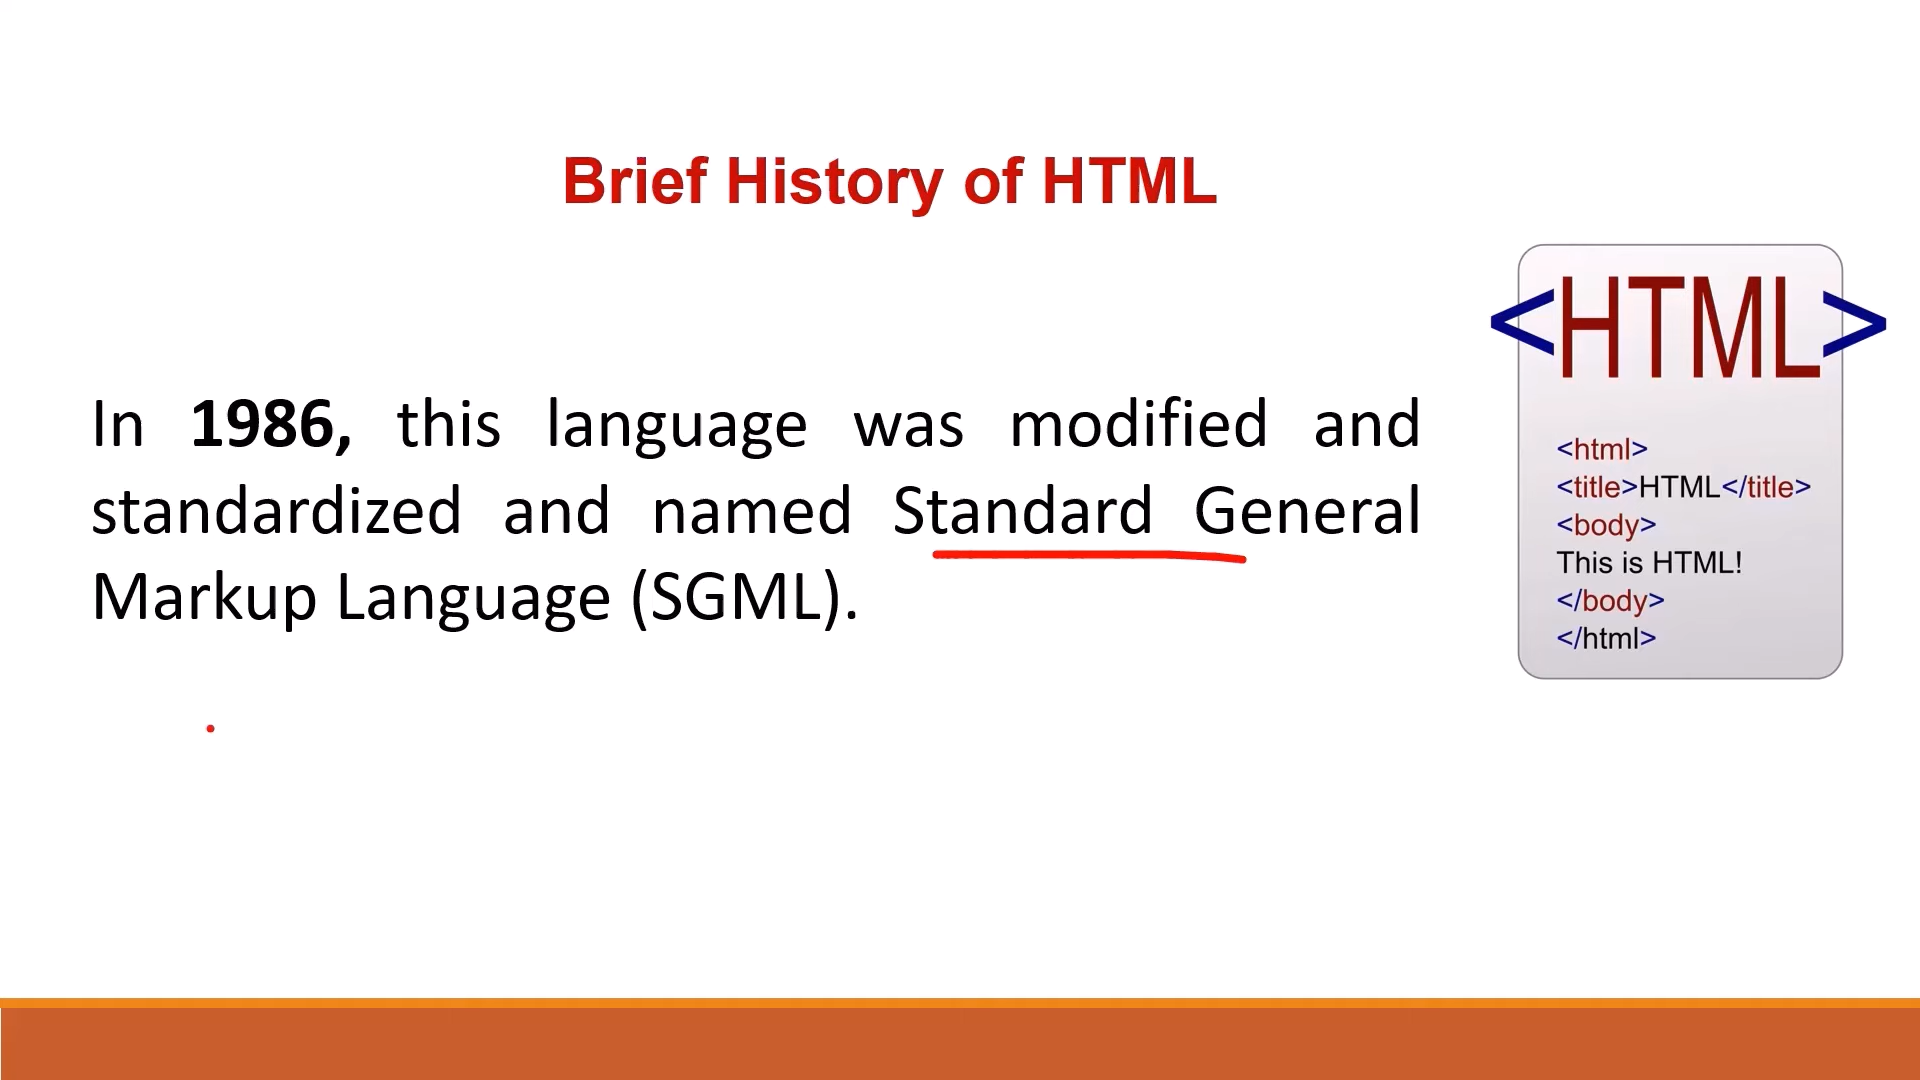 Brief History of HTML
In 1986, this language was modified and
standardized and named Standard General
Markup Language (SGML).
<HTML>
<html>
<title>HTML</title>
<body>
This is HTML!
</body>
</html>